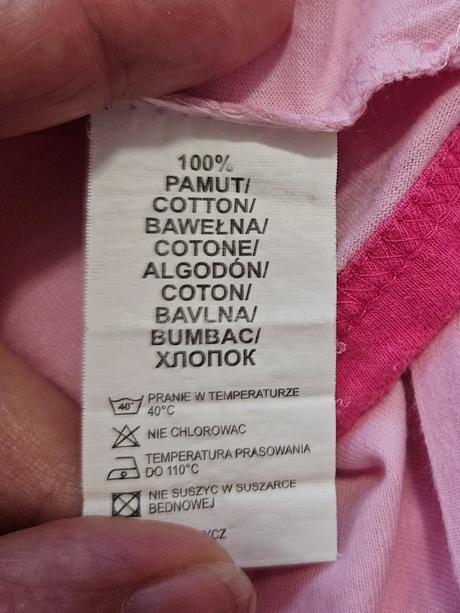 100%
PAMUT/
COTTON/
BAWEŁNA/
COTONE/
ALGODÓN/
COTON/
BAVLNA/
BUMBAC/
ХЛОПОК
40°
PRANIE W TEMPERATURZE
40°C
NIE CHLOROWAC
TEMPERATURA PRASOWANIA
DO 110°C
NIE SUSZYC W SUSZARCE
BEDNOWEJ